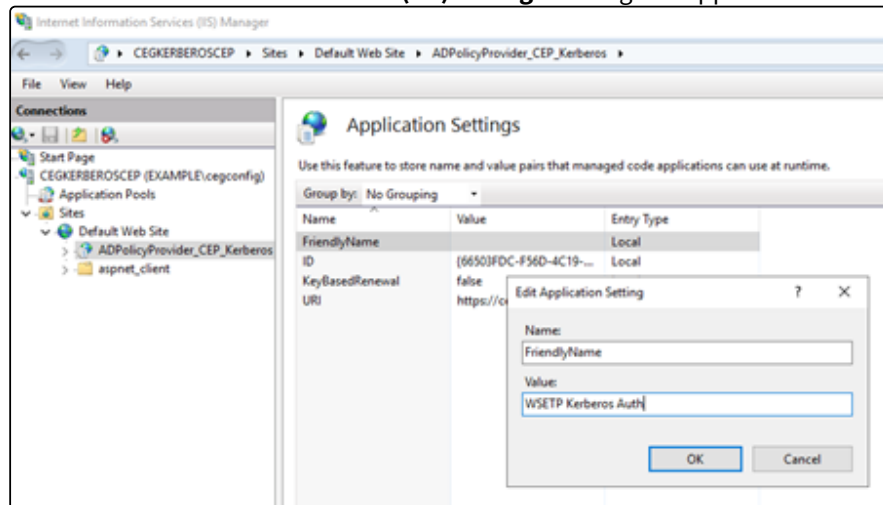 Internet Information Services (IIS) Manager
CEGKERBEROSCEP ▸ Sites ▸ Default Web Site ▸ ADPolicyProvider_CEP_Kerberos ▸
File View Help
Connections
Start Page
CEGKERBEROSCEP (EXAMPLE\cegconfig)
Application Pools
Sites
Default Web Site
ADPolicyProvider_CEP_Kerberos
aspnet_client
Application Settings
Use this feature to store name and value pairs that managed code applications can use at runtime.
Group by: No Grouping
Name Value Entry Type
FriendlyName Local
ID {66503FDC-F56D-4C19-... Local
KeyBasedRenewal false
URI https://c
Edit Application Setting ? ×
Name:
FriendlyName
Value:
WSETP Kerberos Auth
OK Cancel